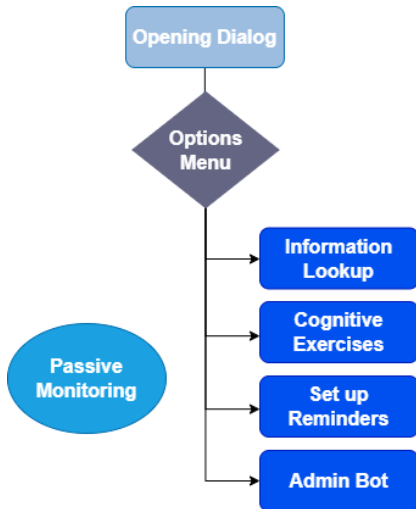 Opening Dialog
Options
Menu
Information
Lookup
Cognitive
Exercises
Passive
Monitoring
Set up
Reminders
Admin Bot